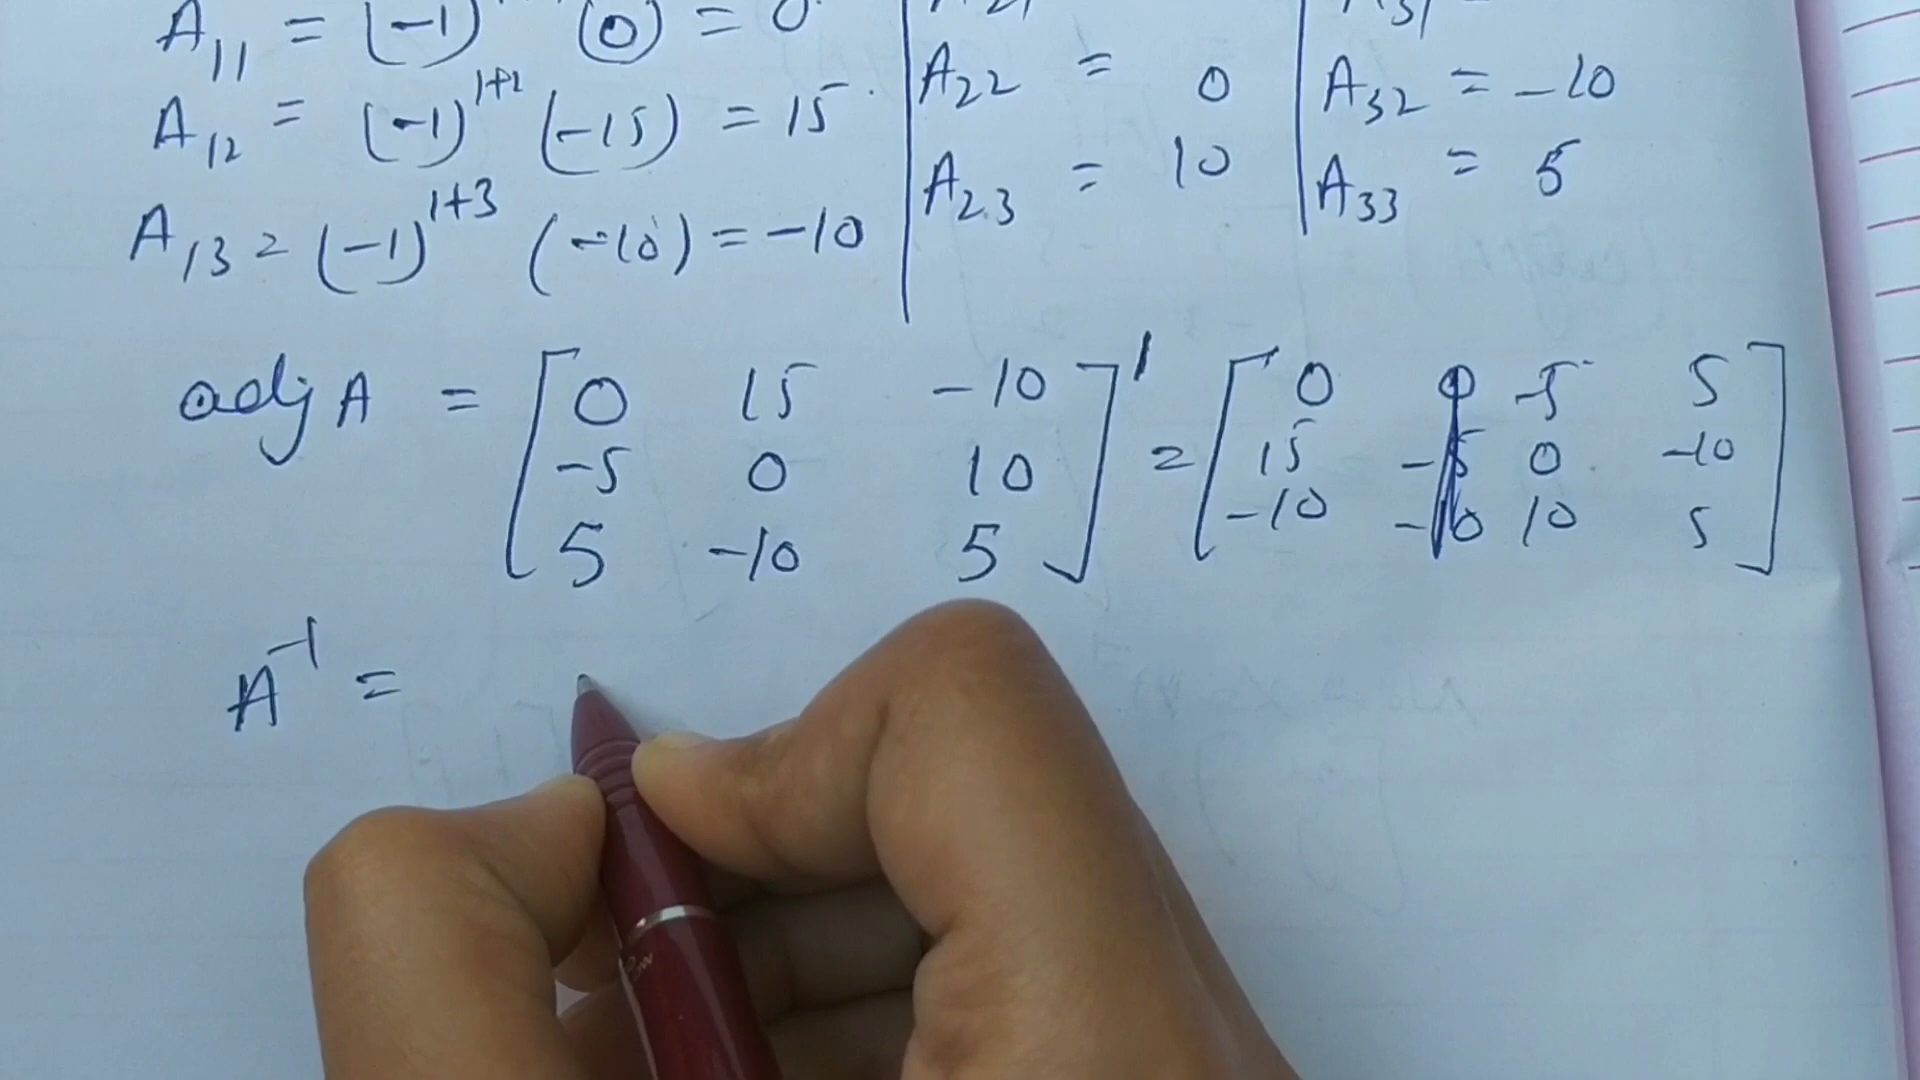 A₁₁ = (-1) (0) = 0
A₁₂ = (-1)¹⁺² (-15) = 15
A₁₃ = (-1)¹⁺³ (-10) = -10
A₂₂ = 0
A₂₃ = 10
A₃₁
A₃₂ = -10
A₃₃ = 5
adj A = [0 15 -10]' = [0 -5 5]
[-5 0 10] [15 0 -10]
[5 -10 5] [-10 10 5]
A⁻¹ =